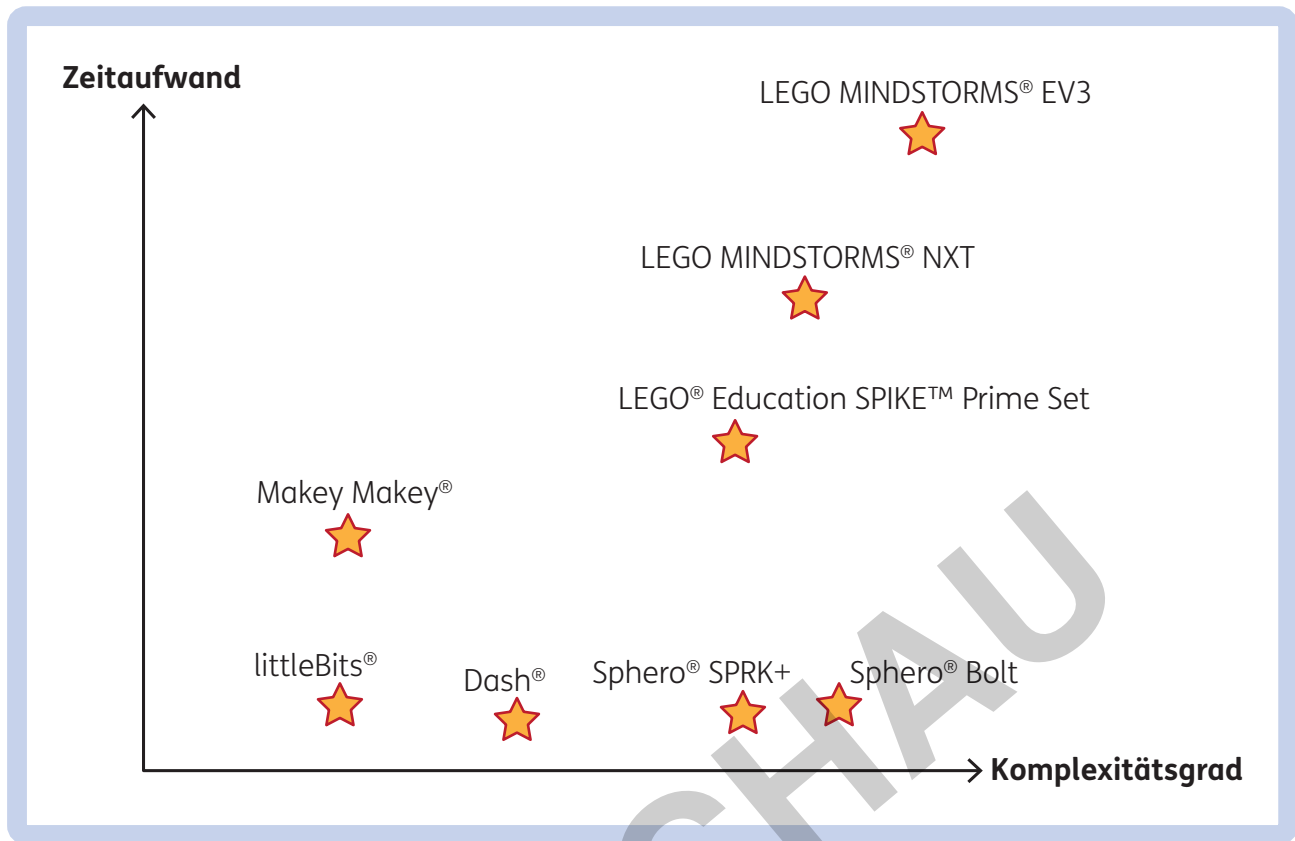 Zeitaufwand
LEGO MINDSTORMS® EV3
LEGO MINDSTORMS® NXT
LEGO® Education SPIKE™ Prime Set
Makey Makey®
littleBits®
Dash®
Sphero® SPRK+
Sphero® Bolt
Komplexitätsgrad
CHAU